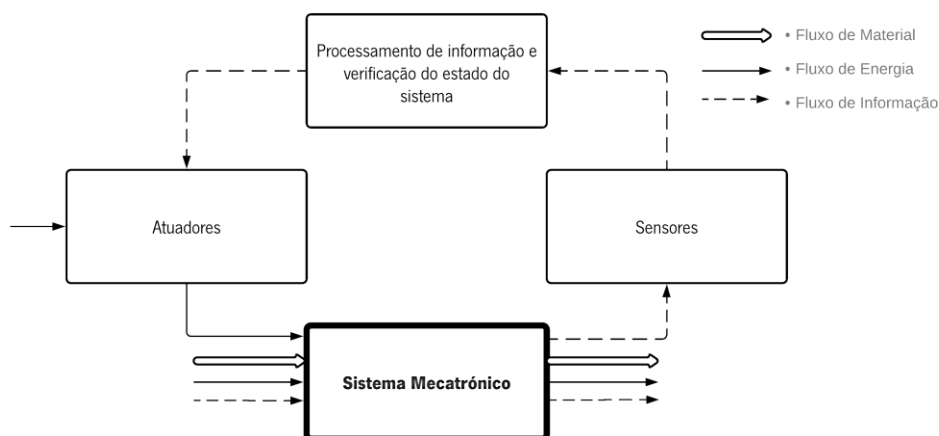 Processamento de informação e
verificação do estado do
sistema
• Fluxo de Material
• Fluxo de Energia
• Fluxo de Informação
Atuadores
Sensores
Sistema Mecatrónico